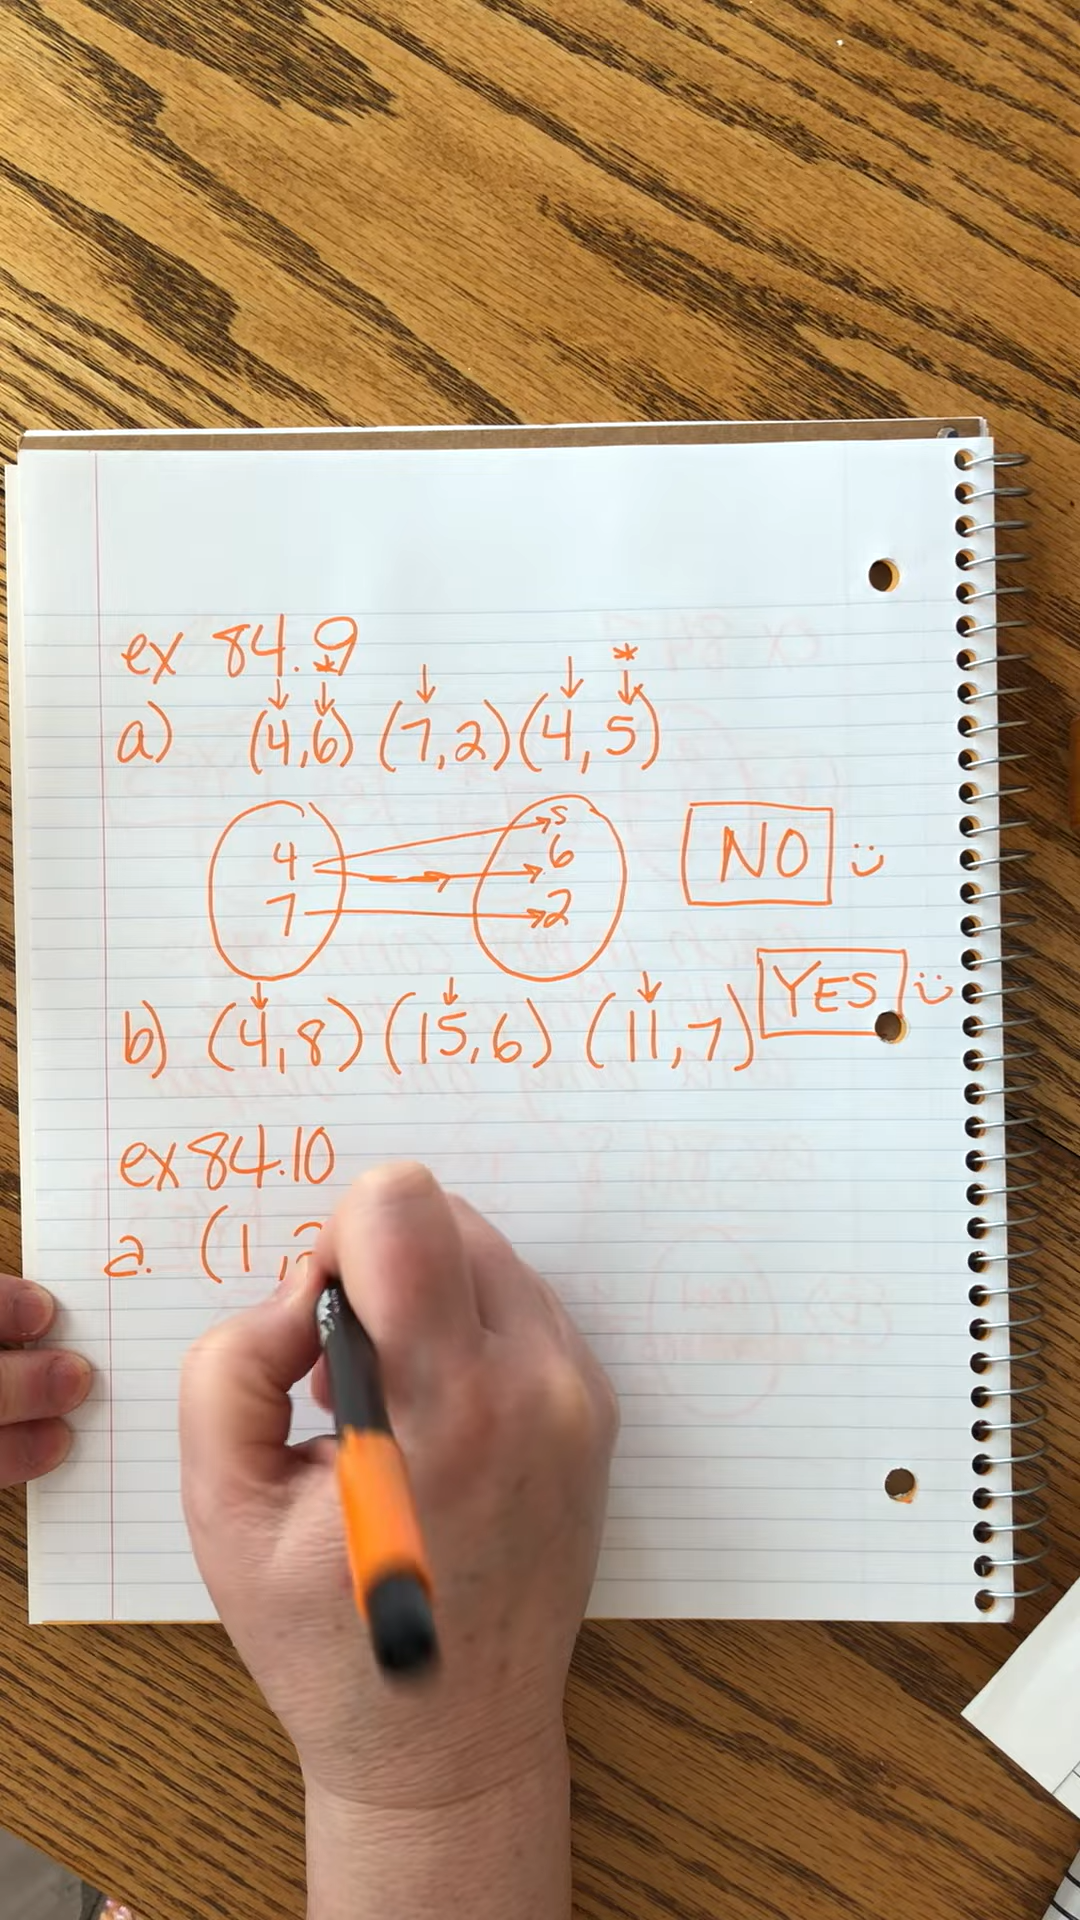 ex 84.9
a) (4,6) (7,2) (4,5)
4 7
5 6 2
NO
YES
b) (4,8) (15,6) (11,7)
ex 84.10
a. (1,2